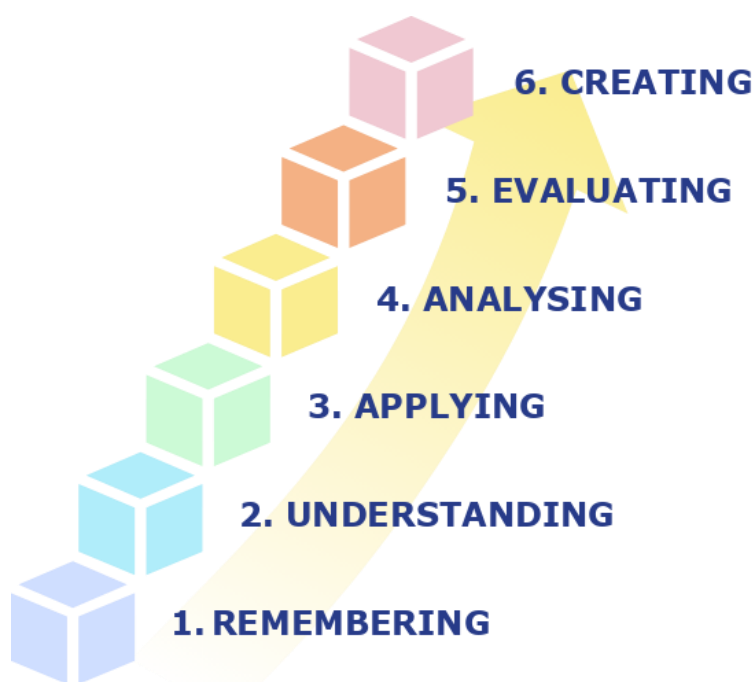 6. CREATING
5. EVALUATING
4. ANALYSING
3. APPLYING
2. UNDERSTANDING
1. REMEMBERING